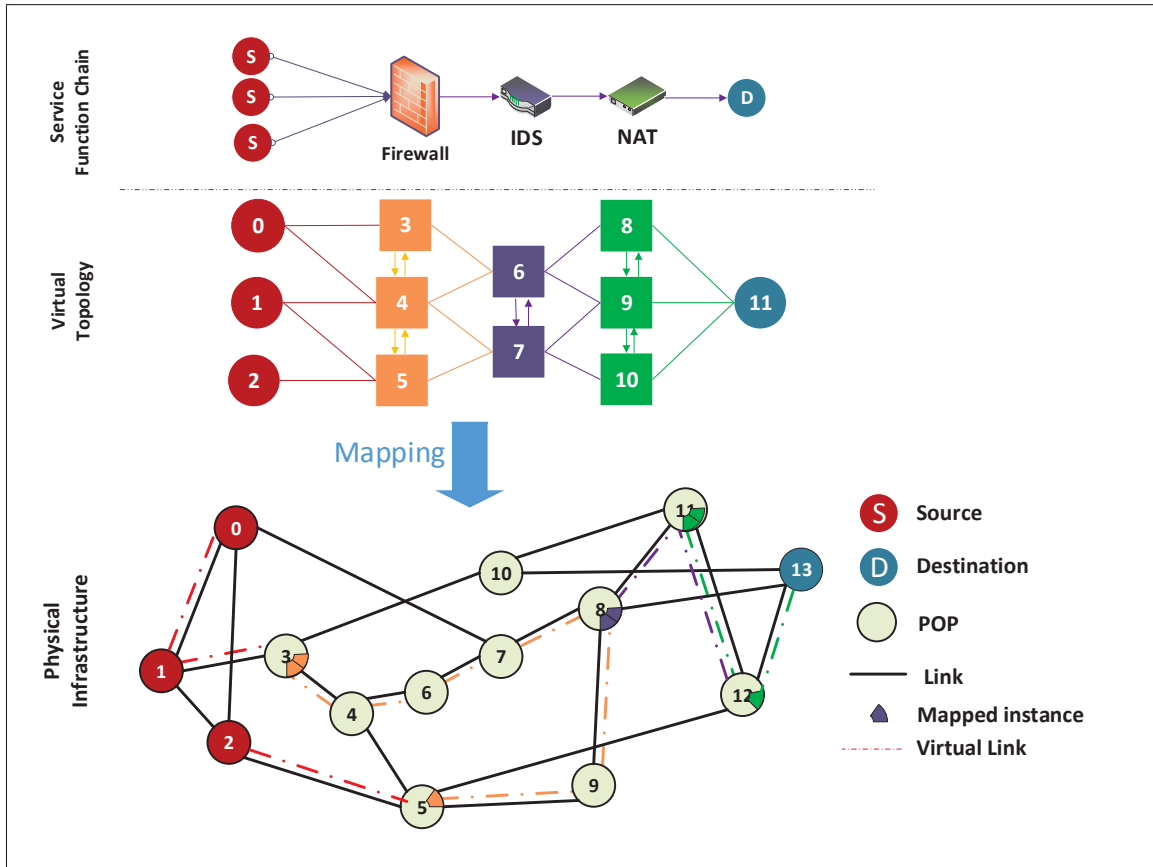 Service
Function Chain
S
S
S
Firewall
IDS
NAT
D
Virtual
Topology
0
1
2
3
4
5
6
7
8
9
10
11
Mapping
Physical
Infrastructure
0
1
2
3
4
5
6
7
8
9
10
11
12
13
S Source
D Destination
POP
Link
Mapped instance
Virtual Link